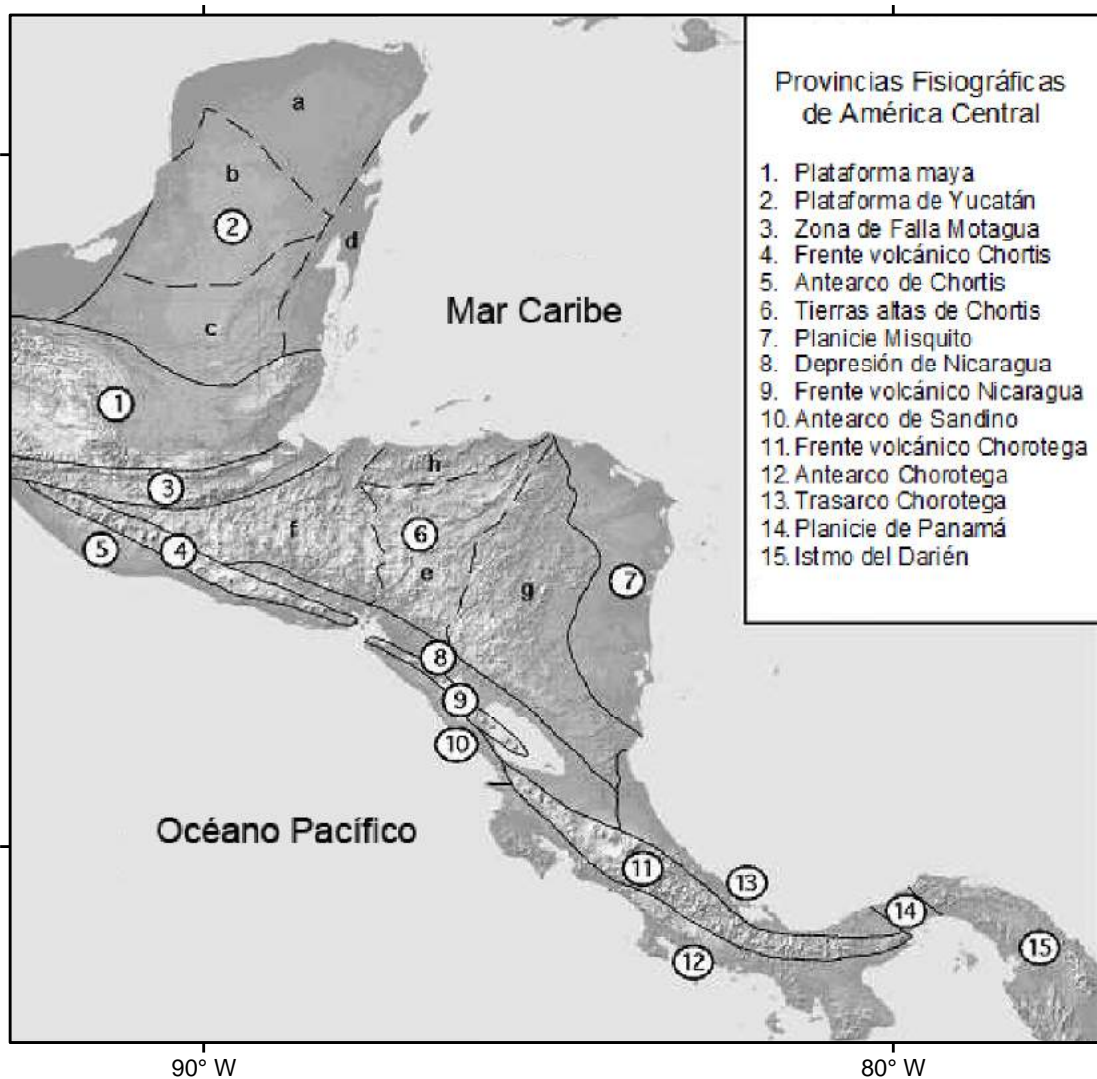 Provincias Fisiográficas
de América Central
1. Plataforma maya
2. Plataforma de Yucatán
3. Zona de Falla Motagua
4. Frente volcánico Chortis
5. Antearco de Chortis
6. Tierras altas de Chortis
7. Planicie Misquito
8. Depresión de Nicaragua
9. Frente volcánico Nicaragua
10. Antearco de Sandino
11. Frente volcánico Chorotega
12. Antearco Chorotega
13. Trasarco Chorotega
14. Planicie de Panamá
15. Istmo del Darién
a
b
2
d
c
Mar Caribe
1
h
3
f
6
5
4
e
g
7
8
9
10
Océano Pacífico
11
13
14
12
15
90° W
80° W